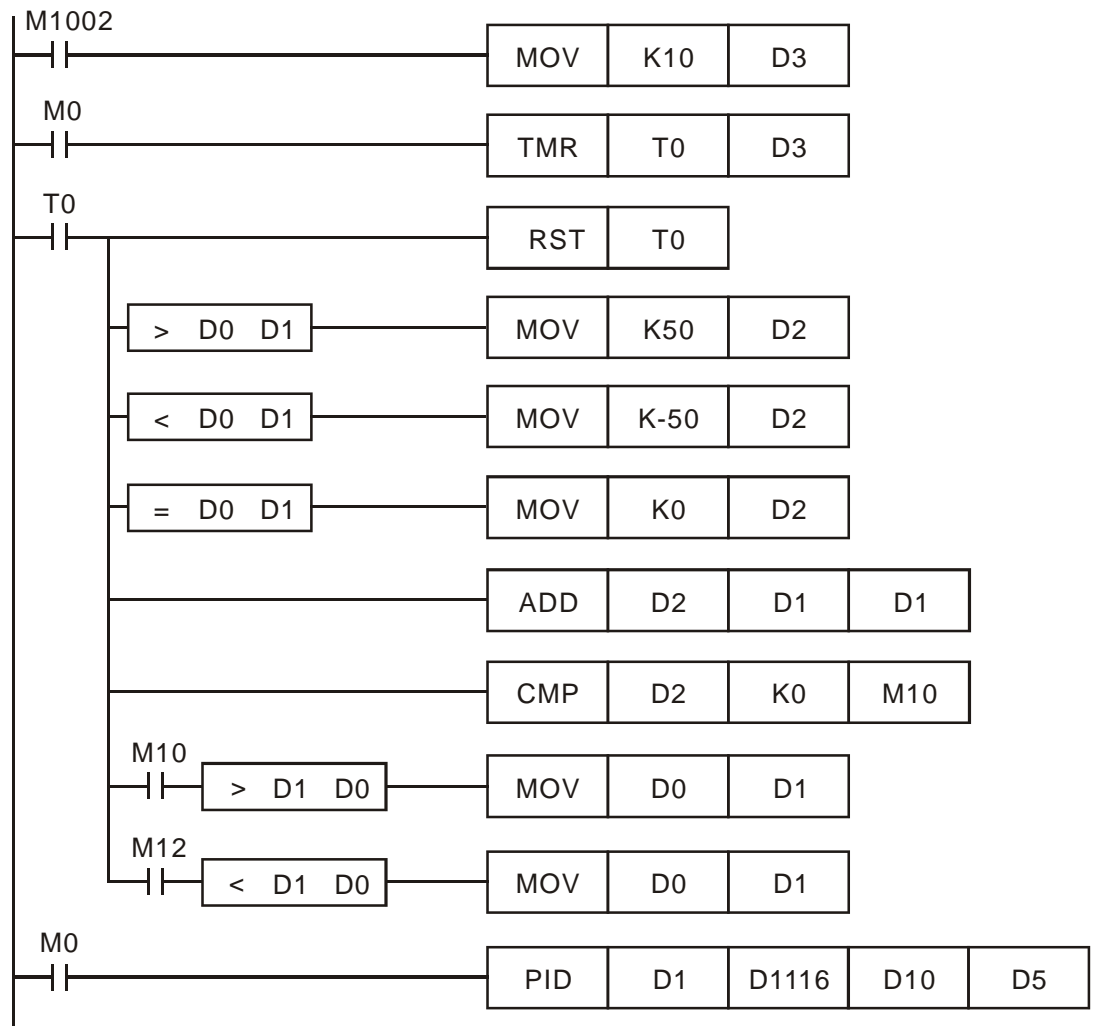 M1002
MOV K10 D3
M0
TMR T0 D3
T0
RST T0
> D0 D1 MOV K50 D2
< D0 D1 MOV K-50 D2
= D0 D1 MOV K0 D2
ADD D2 D1 D1
CMP D2 K0 M10
M10
> D1 D0 MOV D0 D1
M12
< D1 D0 MOV D0 D1
M0
PID D1 D1116 D10 D5